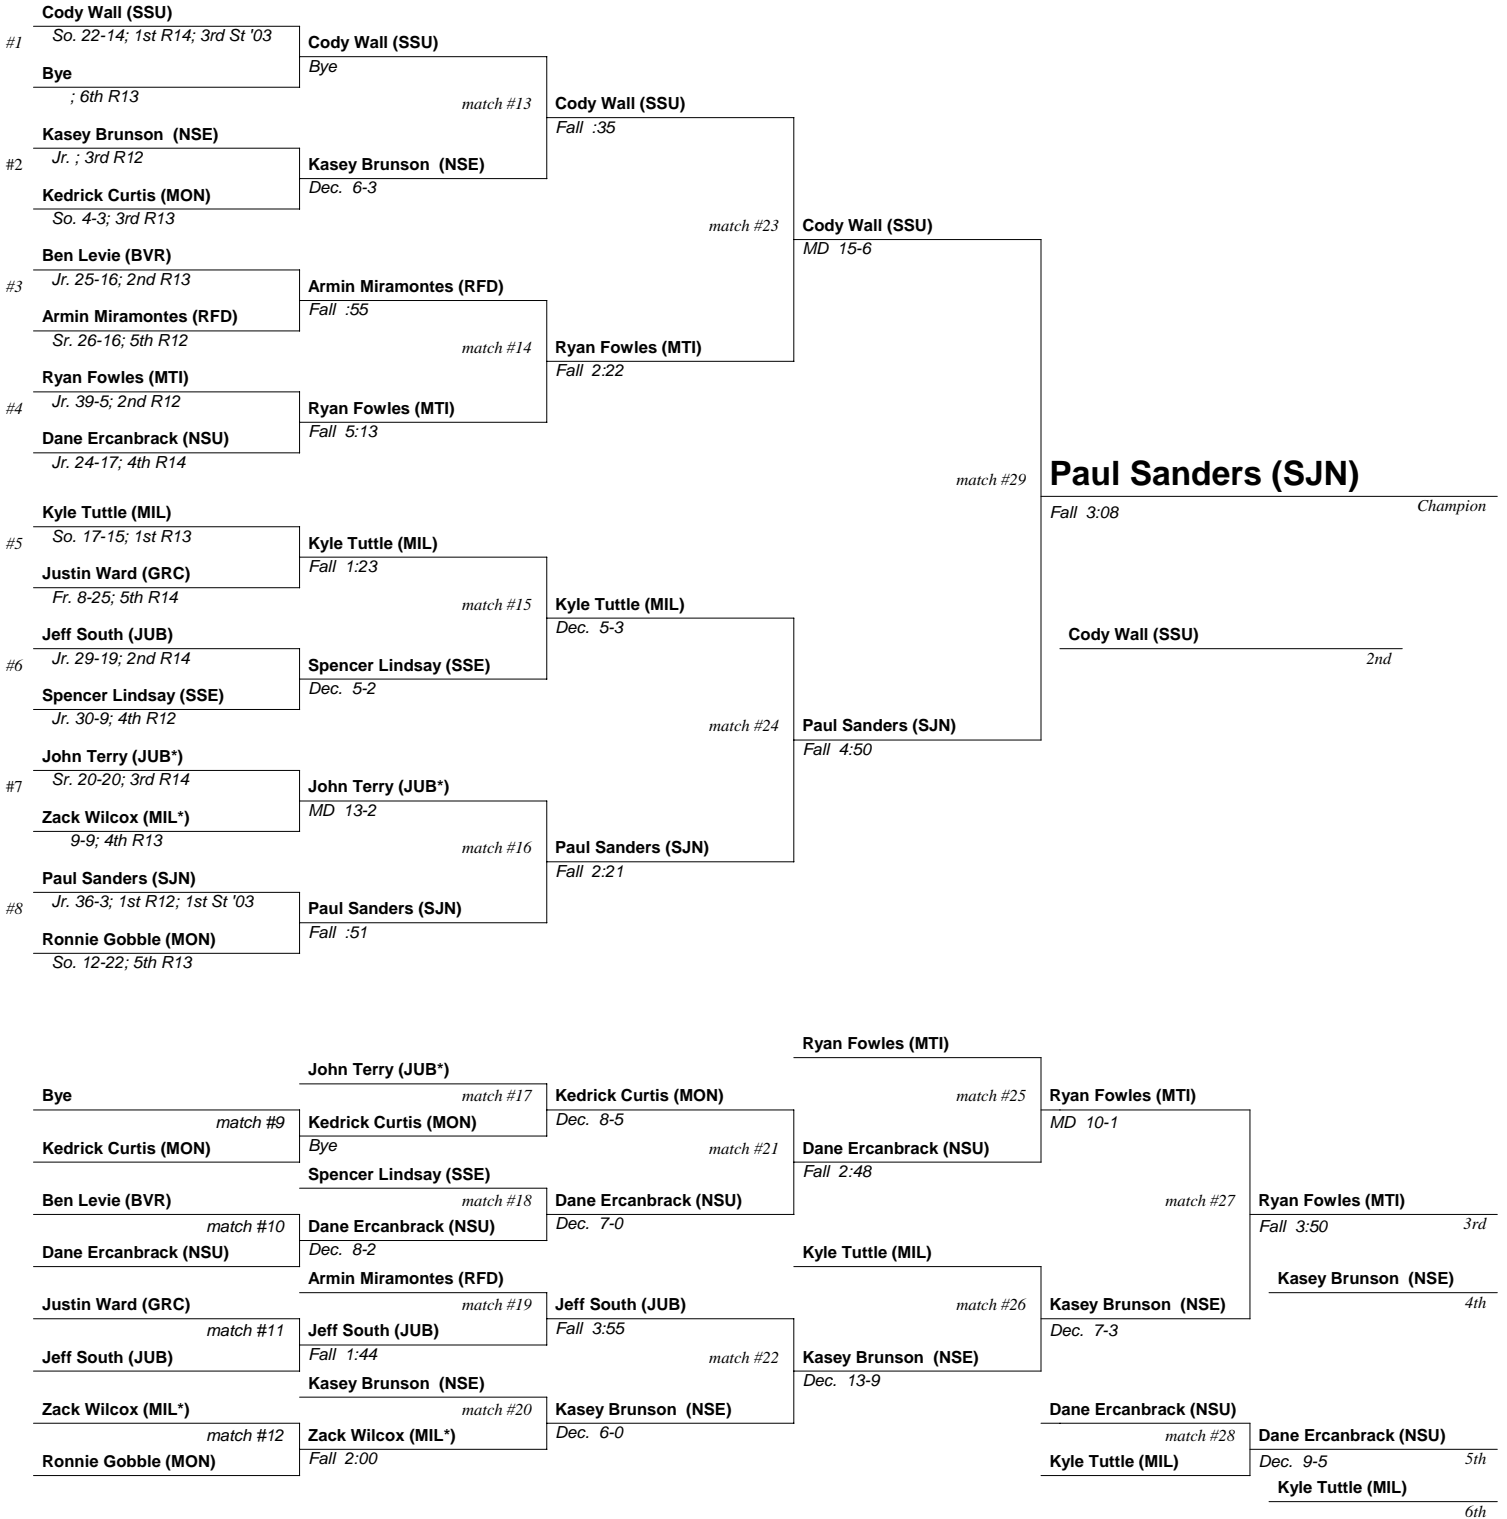 Cody Wall (SSU)
#1 So. 22-14; 1st R14; 3rd St '03
Cody Wall (SSU)
Bye
Bye
; 6th R13
match #13 Cody Wall (SSU)
Fall :35
Kasey Brunson (NSE)
#2 Jr. ; 3rd R12
Kasey Brunson (NSE)
Dec. 6-3
Kedrick Curtis (MON)
So. 4-3; 3rd R13
match #23 Cody Wall (SSU)
MD 15-6
Ben Levie (BVR)
#3 Jr. 25-16; 2nd R13
Armin Miramontes (RFD)
Fall :55
Armin Miramontes (RFD)
Sr. 26-16; 5th R12
match #14 Ryan Fowles (MTI)
Fall 2:22
Ryan Fowles (MTI)
#4 Jr. 39-5; 2nd R12
Ryan Fowles (MTI)
Fall 5:13
Dane Ercanbrack (NSU)
Jr. 24-17; 4th R14
match #29 Paul Sanders (SJN)
Fall 3:08 Champion
Kyle Tuttle (MIL)
#5 So. 17-15; 1st R13
Kyle Tuttle (MIL)
Fall 1:23
Justin Ward (GRC)
Fr. 8-25; 5th R14
match #15 Kyle Tuttle (MIL)
Dec. 5-3
Cody Wall (SSU)
2nd
Jeff South (JUB)
#6 Jr. 29-19; 2nd R14
Spencer Lindsay (SSE)
Dec. 5-2
Spencer Lindsay (SSE)
Jr. 30-9; 4th R12
match #24 Paul Sanders (SJN)
Fall 4:50
John Terry (JUB*)
#7 Sr. 20-20; 3rd R14
John Terry (JUB*)
MD 13-2
Zack Wilcox (MIL*)
9-9; 4th R13
match #16 Paul Sanders (SJN)
Fall 2:21
Paul Sanders (SJN)
#8 Jr. 36-3; 1st R12; 1st St '03
Paul Sanders (SJN)
Fall :51
Ronnie Gobble (MON)
So. 12-22; 5th R13
Ryan Fowles (MTI)
John Terry (JUB*)
Bye match #17 Kedrick Curtis (MON) match #25 Ryan Fowles (MTI)
match #9 Kedrick Curtis (MON) Dec. 8-5 MD 10-1
Kedrick Curtis (MON) Bye match #21 Dane Ercanbrack (NSU)
Fall 2:48
Spencer Lindsay (SSE)
Ben Levie (BVR) match #18 Dane Ercanbrack (NSU) match #27 Ryan Fowles (MTI)
match #10 Dane Ercanbrack (NSU) Dec. 7-0 Fall 3:50 3rd
Dane Ercanbrack (NSU) Dec. 8-2 Kyle Tuttle (MIL)
Armin Miramontes (RFD) Kasey Brunson (NSE)
Justin Ward (GRC) match #19 Jeff South (JUB) match #26 Kasey Brunson (NSE) 4th
match #11 Jeff South (JUB) Fall 3:55 Dec. 7-3
Jeff South (JUB) Fall 1:44 match #22 Kasey Brunson (NSE)
Dec. 13-9
Kasey Brunson (NSE)
Zack Wilcox (MIL*) match #20 Kasey Brunson (NSE) Dane Ercanbrack (NSU)
match #12 Zack Wilcox (MIL*) Dec. 6-0 match #28 Dane Ercanbrack (NSU)
Ronnie Gobble (MON) Fall 2:00 Kyle Tuttle (MIL) Dec. 9-5 5th
Kyle Tuttle (MIL)
6th